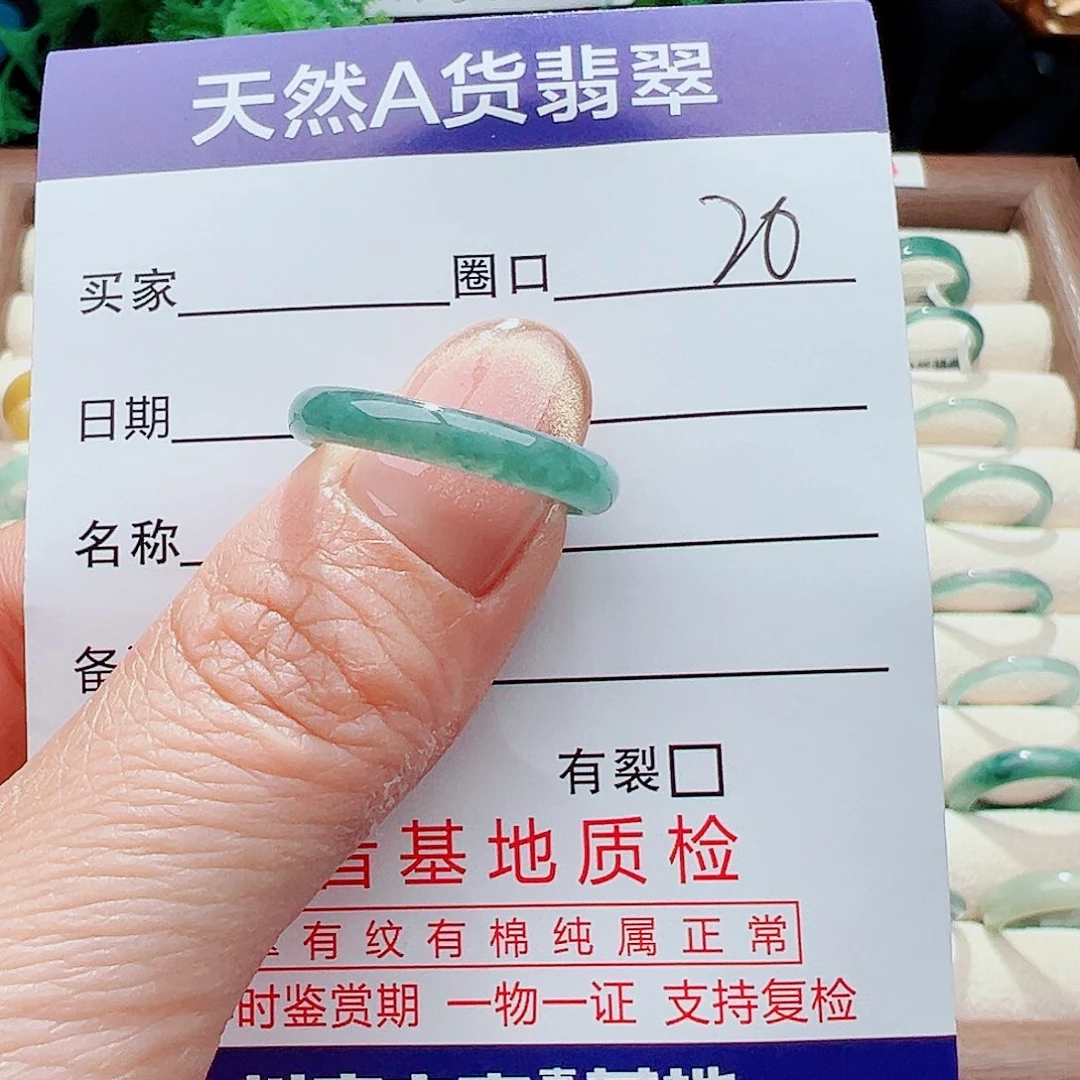 天然A货翡翠
买家 圈口 20
日期
名称
备
有裂□
基地质检
有纹有棉纯属正常
时鉴赏期 一物一证 支持复检